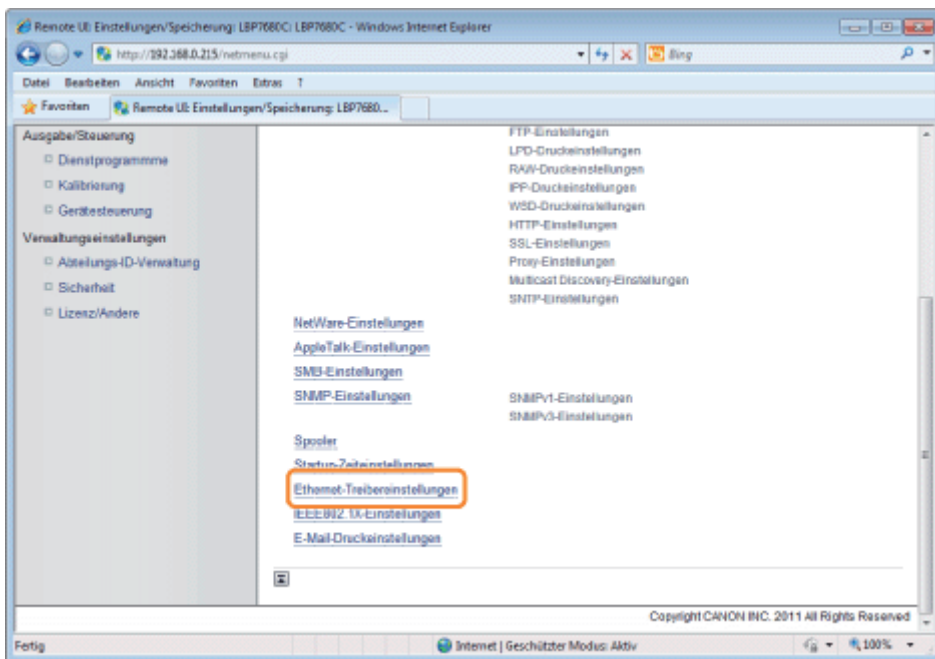 Remote UI: Einstellungen/Speicherung: LBP7680C: LBP7680C - Windows Internet Explorer
http://192.168.0.215/netmenu.cgi
Bing
Datei Bearbeiten Ansicht Favoriten Extras ?
Favoriten
Remote UI: Einstellungen/Speicherung: LBP7680...
Ausgabe/Steuerung
Dienstprogrammme
Kalibrierung
Gerätesteuerung
Verwaltungseinstellungen
Abteilungs-ID-Verwaltung
Sicherheit
Lizenz/Andere
FTP-Einstellungen
LPD-Druckeinstellungen
RAW-Druckeinstellungen
IPP-Druckeinstellungen
WSD-Druckeinstellungen
HTTP-Einstellungen
SSL-Einstellungen
Proxy-Einstellungen
Multicast Discovery-Einstellungen
SNTP-Einstellungen
NetWare-Einstellungen
AppleTalk-Einstellungen
SMB-Einstellungen
SNMP-Einstellungen
SNMPv1-Einstellungen
SNMPv3-Einstellungen
Spooler
Startup-Zeiteinstellungen
Ethernet-Treibereinstellungen
IEEE802.1X-Einstellungen
E-Mail-Druckeinstellungen
Copyright CANON INC. 2011 All Rights Reserved
Fertig
Internet | Geschützter Modus: Aktiv
100%